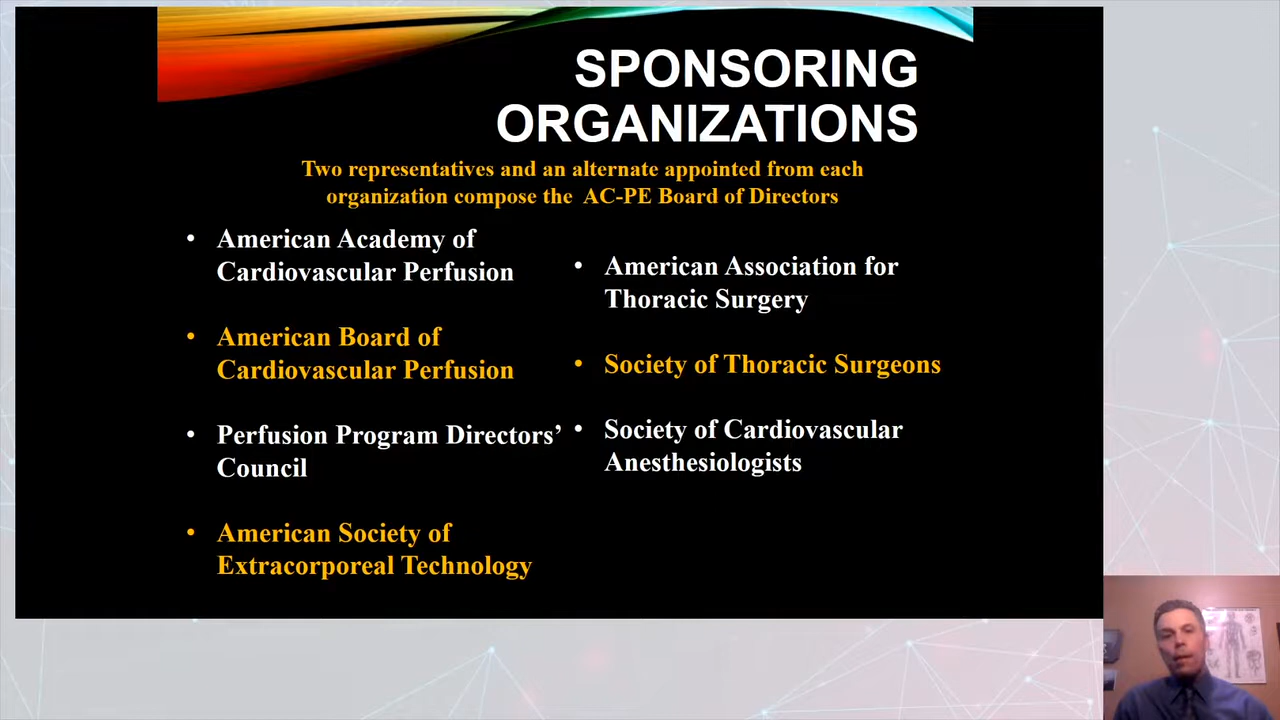 SPONSORING
ORGANIZATIONS
Two representatives and an alternate appointed from each
organization compose the  AC-PE Board of Directors
• American Academy of
Cardiovascular Perfusion
• American Board of
Cardiovascular Perfusion
• Perfusion Program Directors’
Council
• American Society of
Extracorporeal Technology
• American Association for
Thoracic Surgery
• Society of Thoracic Surgeons
• Society of Cardiovascular
Anesthesiologists